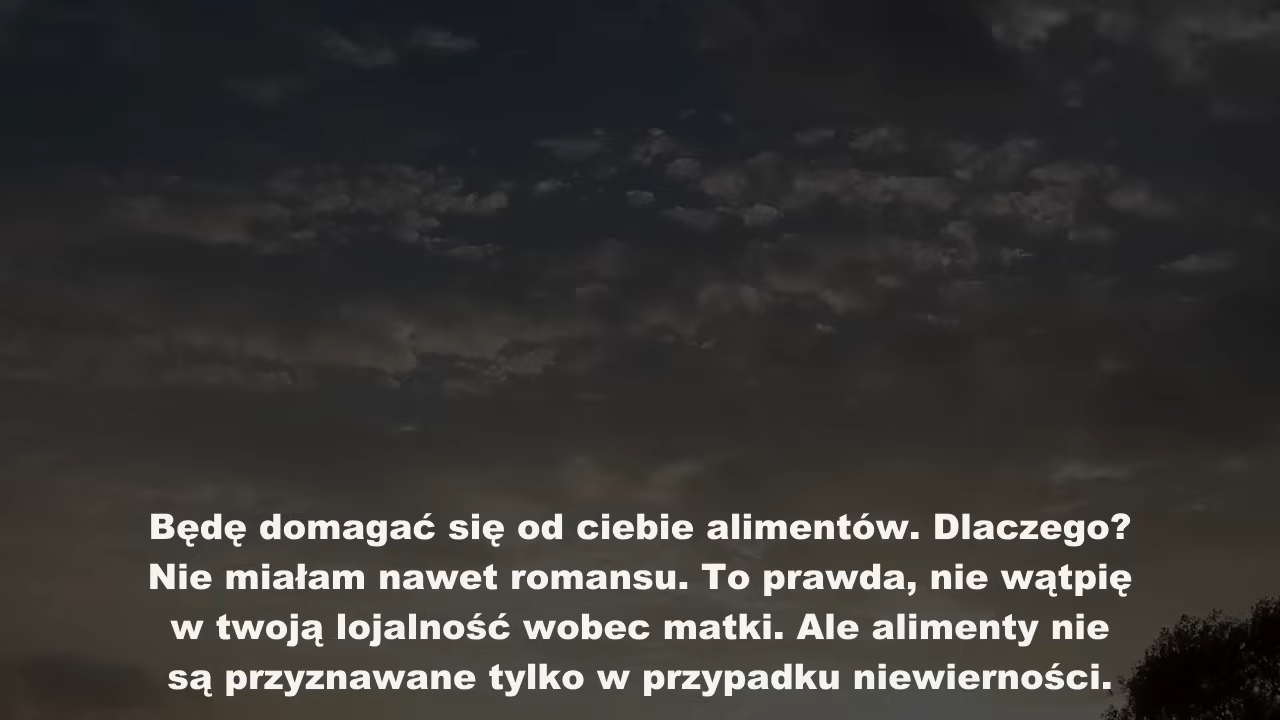 Będę domagać się od ciebie alimentów. Dlaczego?
Nie miałam nawet romansu. To prawda, nie wątpię
w twoją lojalność wobec matki. Ale alimenty nie
są przyznawane tylko w przypadku niewierności.